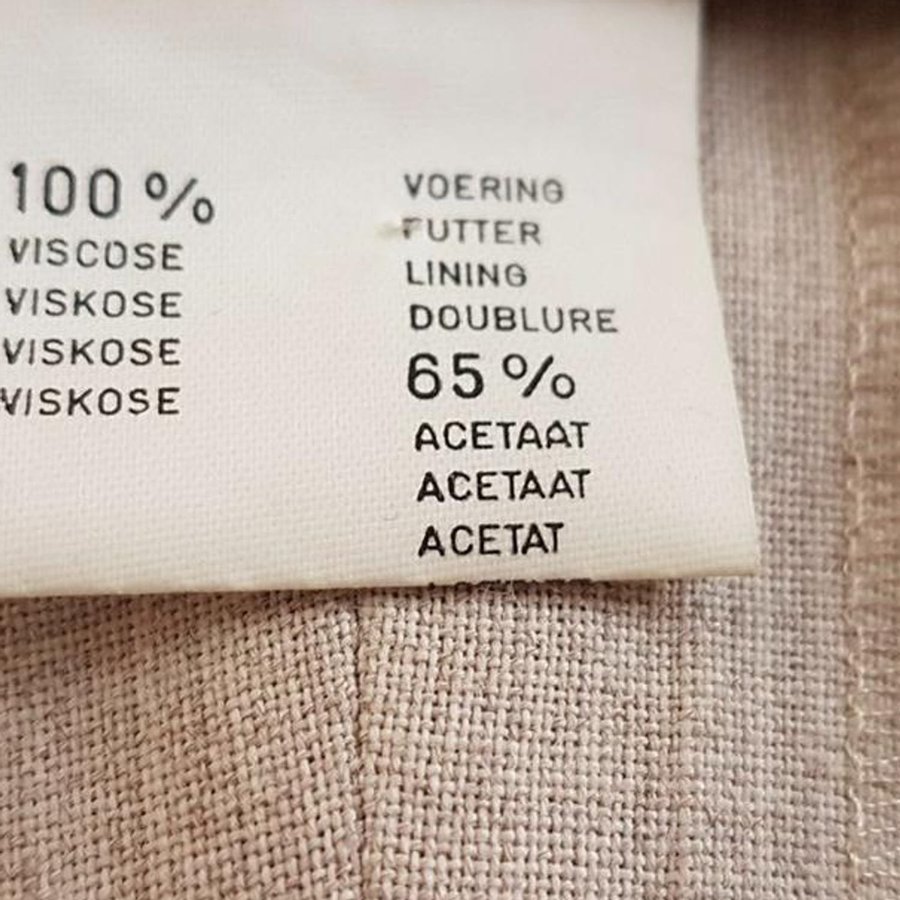 100 %
VISCOSE
VISKOSE
VISKOSE
VISKOSE
VOERING
FUTTER
LINING
DOUBLURE
65 %
ACETAAT
ACETAAT
ACETAT